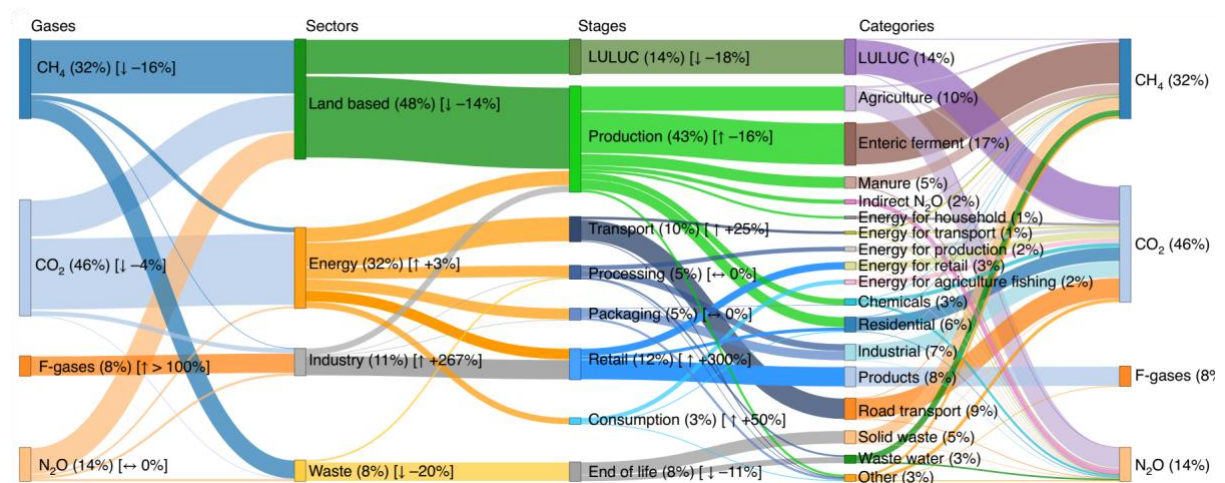 Gases
Sectors
Stages
Categories
CH₄ (32%) [↓ –16%]
CO₂ (46%) [↓ –4%]
F-gases (8%) [↑ > 100%]
N₂O (14%) [↔ 0%]
Land based (48%) [↓ –14%]
Energy (32%) [↑ +3%]
Industry (11%) [↑ +267%]
Waste (8%) [↓ –20%]
LULUC (14%) [↓ –18%]
Production (43%) [↑ –16%]
Transport (10%) [ ↑ +25%]
Processing (5%) [↔ 0%]
Packaging (5%) [↔ 0%]
Retail (12%) [ ↑ +300%]
Consumption (3%) [ ↑ +50%]
End of life (8%) [ ↓ –11%]
LULUC (14%)
Agriculture (10%)
Enteric ferment (17%)
Manure (5%)
Indirect N₂O (2%)
Energy for household (1%)
Energy for transport (1%)
Energy for production (2%)
Energy for retail (3%)
Energy for agriculture fishing (2%)
Chemicals (3%)
Residential (6%)
Industrial (7%)
Products (8%)
Road transport (9%)
Solid waste (5%)
Waste water (3%)
Other (3%)
CH₄ (32%)
CO₂ (46%)
F-gases (8%
N₂O (14%)